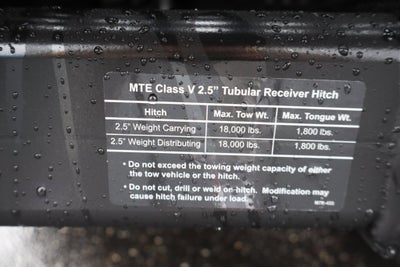 MTE Class V 2.5" Tubular Receiver Hitch
Hitch Max. Tow Wt. Max. Tongue Wt.
2.5" Weight Carrying 18,000 lbs. 1,800 lbs.
2.5" Weight Distributing 18,000 lbs. 1,800 lbs.
• Do not exceed the towing weight capacity of either
the tow vehicle or the hitch.
• Do not cut, drill or weld on hitch. Modification may
cause hitch failure under load.